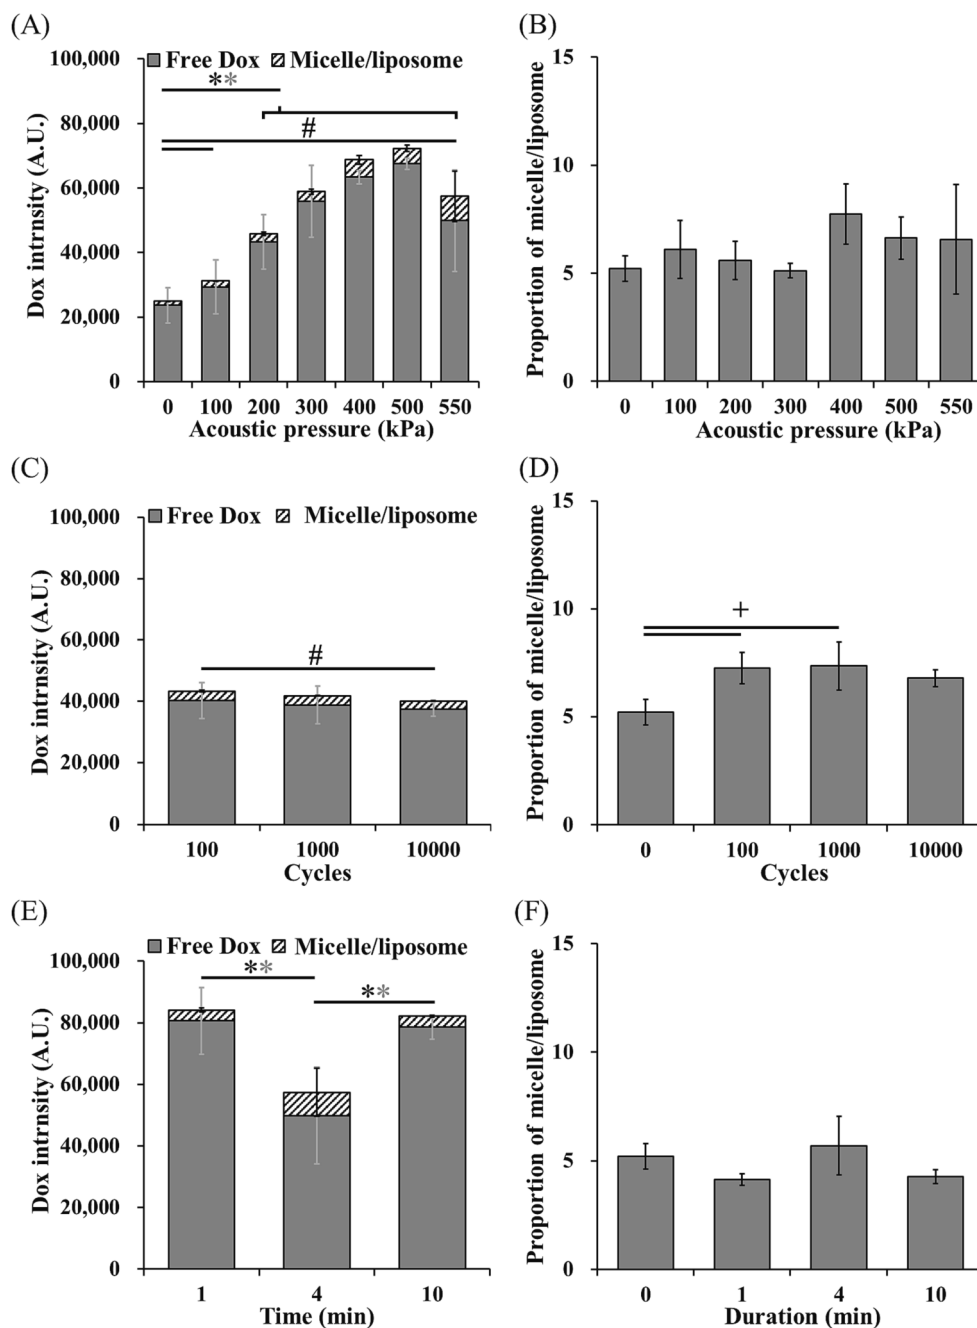 (A)
Free Dox Micelle/liposome
Dox intrnsity (A.U.)
100,000
80,000
60,000
40,000
20,000
0
**
#
0 100 200 300 400 500 550
Acoustic pressure (kPa)
(B)
Proportion of micelle/liposome
15
10
5
0
0 100 200 300 400 500 550
Acoustic pressure (kPa)
(C)
Free Dox Micelle/liposome
Dox intrnsity (A.U.)
100,000
80,000
60,000
40,000
20,000
0
#
100 1000 10000
Cycles
(D)
Proportion of micelle/liposome
15
10
5
0
+
0 100 1000 10000
Cycles
(E)
Free Dox Micelle/liposome
Dox intrnsity (A.U.)
100,000
80,000
60,000
40,000
20,000
0
**
**
1 4 10
Time (min)
(F)
Proportion of micelle/liposome
15
10
5
0
0 1 4 10
Duration (min)